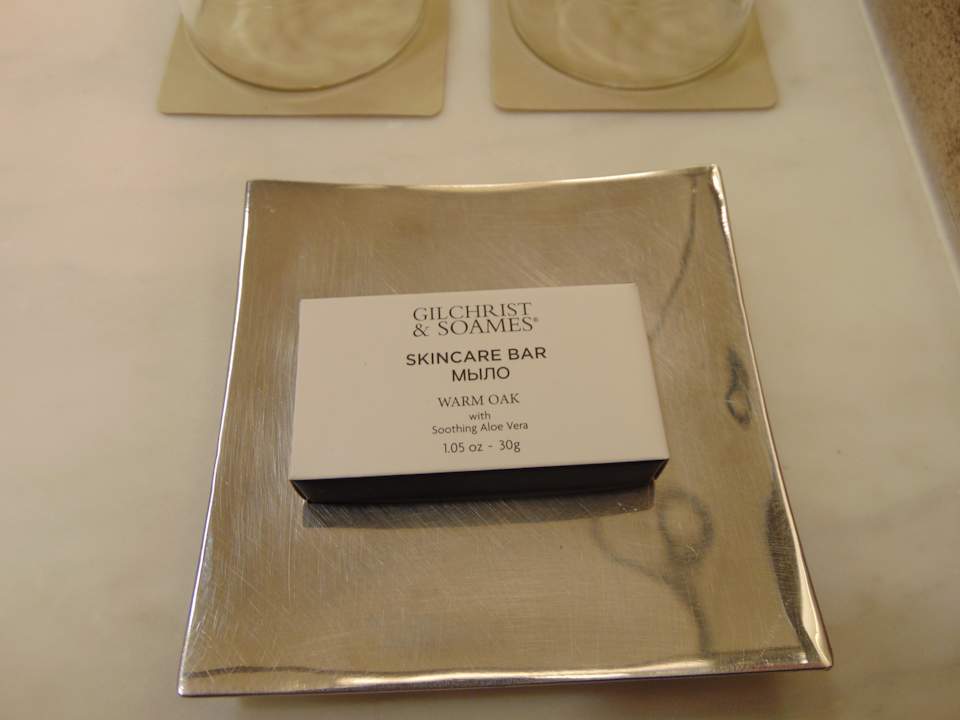 GILCHRIST
& SOAMES®
SKINCARE BAR
МЫЛО
WARM OAK
with
Soothing Aloe Vera
1.05 oz - 30g